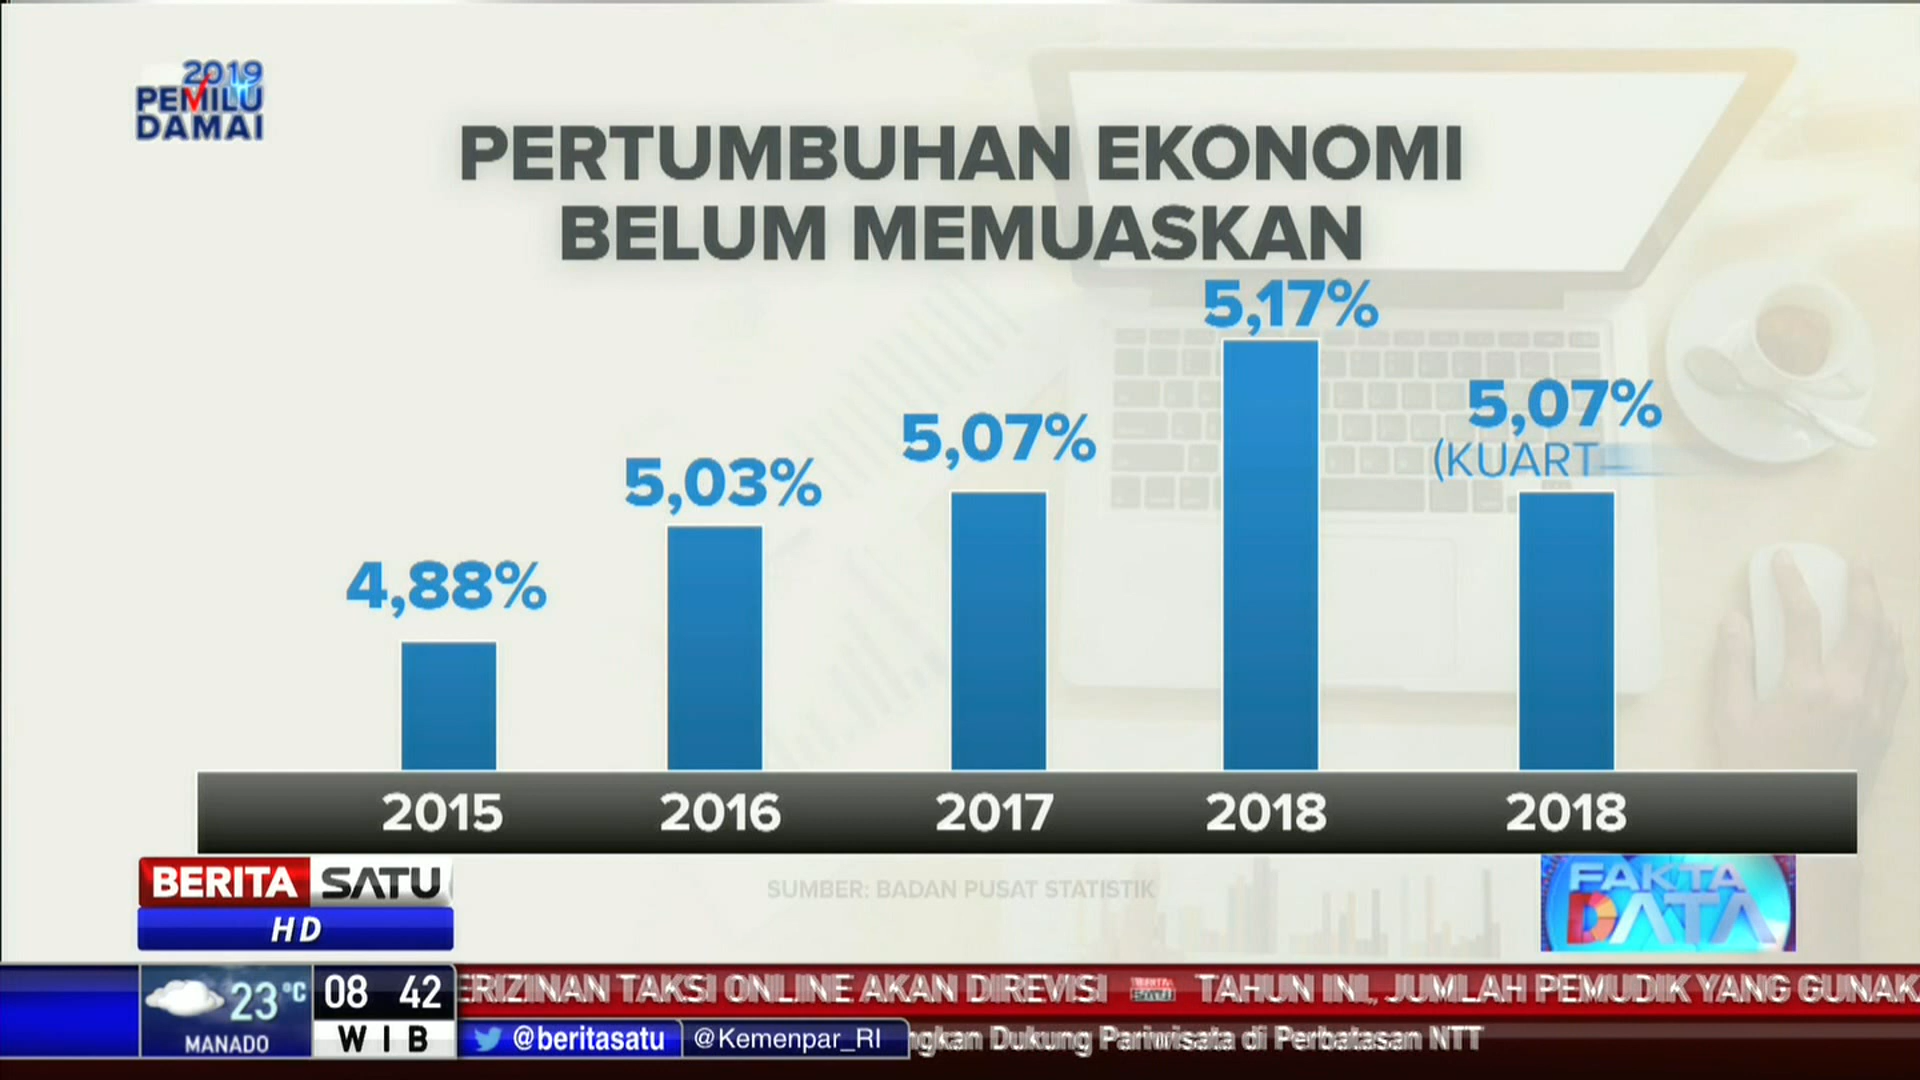 2019
PEMILU
DAMAI
PERTUMBUHAN EKONOMI
BELUM MEMUASKAN
4,88%
5,03%
5,07%
5,17%
5,07%
(KUART
2015
2016
2017
2018
2018
SUMBER: BADAN PUSAT STATISTIK
BERITA SATU
HD
FAKTA
DATA
23°C
MANADO
08 42
WIB
ERIZINAN TAKSI ONLINE AKAN DIREVISI BERITA SATU TAHUN INI, JUMLAH PEMUDIK YANG GUNAK
@beritasatu @Kemenpar_RI ngkan Dukung Pariwisata di Perbatasan NTT